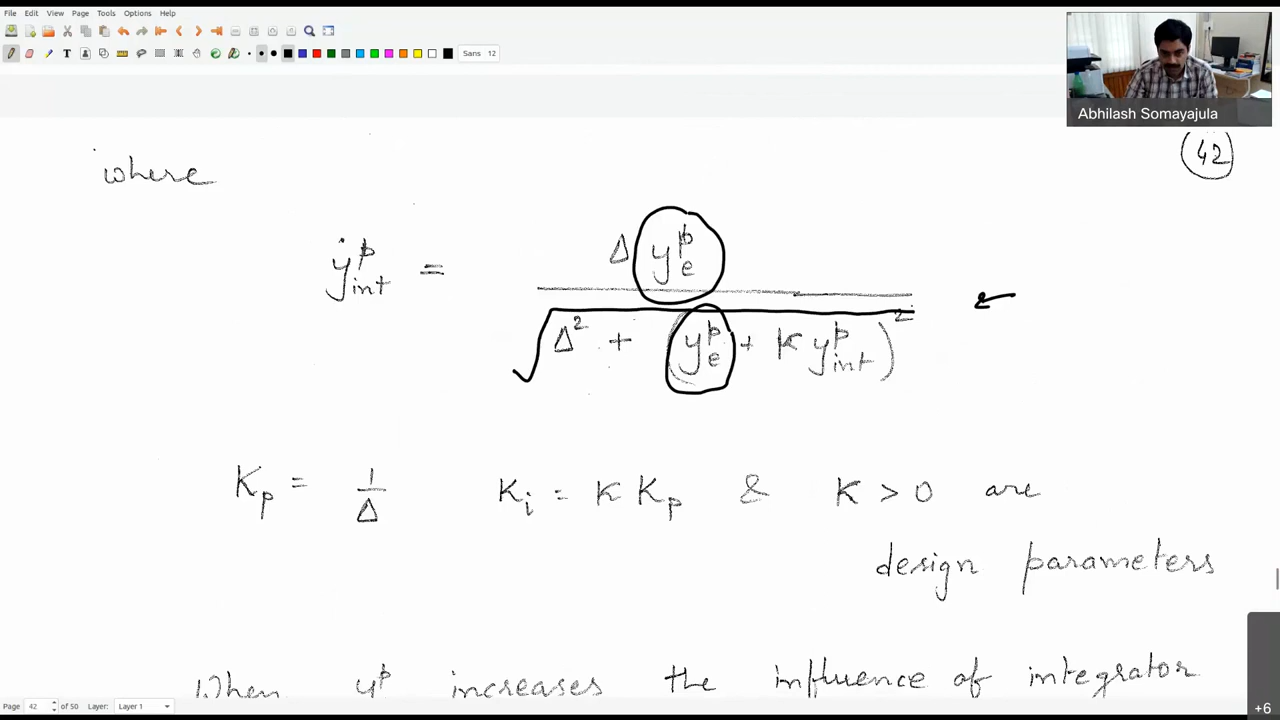 File Edit View Page Tools Options Help
Sans 12
Abhilash Somayajula
42
where
ẏ^p_int = Δ y^p_e / √(Δ² + (y^p_e + κ y^p_int)²)
K_p = 1/Δ K_i = κ K_p & κ > 0 are
design parameters
When y^p increases the influence of integrator
Page 42 of 50 Layer: Layer 1
+6